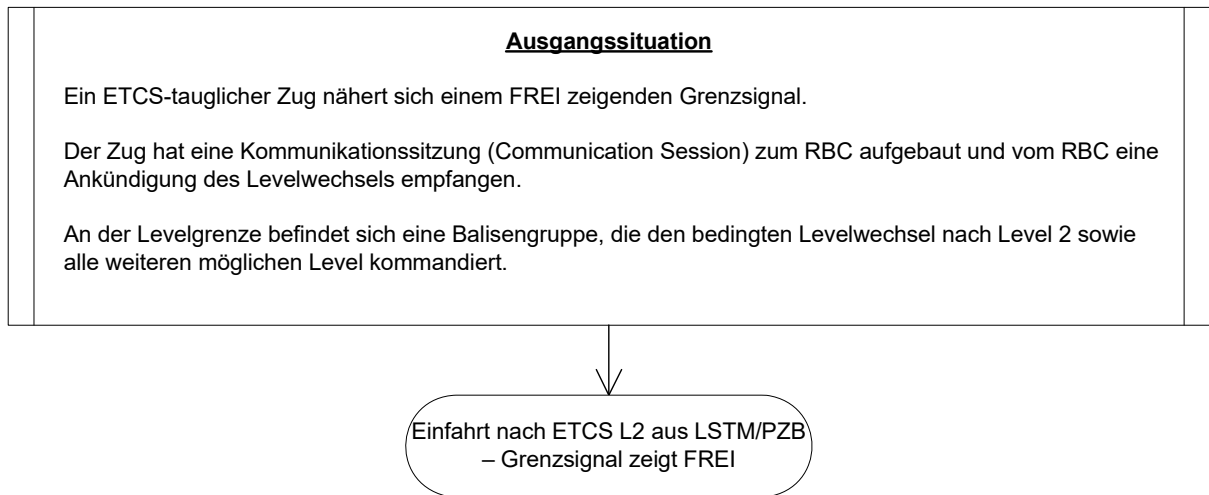 Ausgangssituation
Ein ETCS-tauglicher Zug nähert sich einem FREI zeigenden Grenzsignal.
Der Zug hat eine Kommunikationssitzung (Communication Session) zum RBC aufgebaut und vom RBC eine
Ankündigung des Levelwechsels empfangen.
An der Levelgrenze befindet sich eine Balisengruppe, die den bedingten Levelwechsel nach Level 2 sowie
alle weiteren möglichen Level kommandiert.
Einfahrt nach ETCS L2 aus LSTM/PZB
– Grenzsignal zeigt FREI